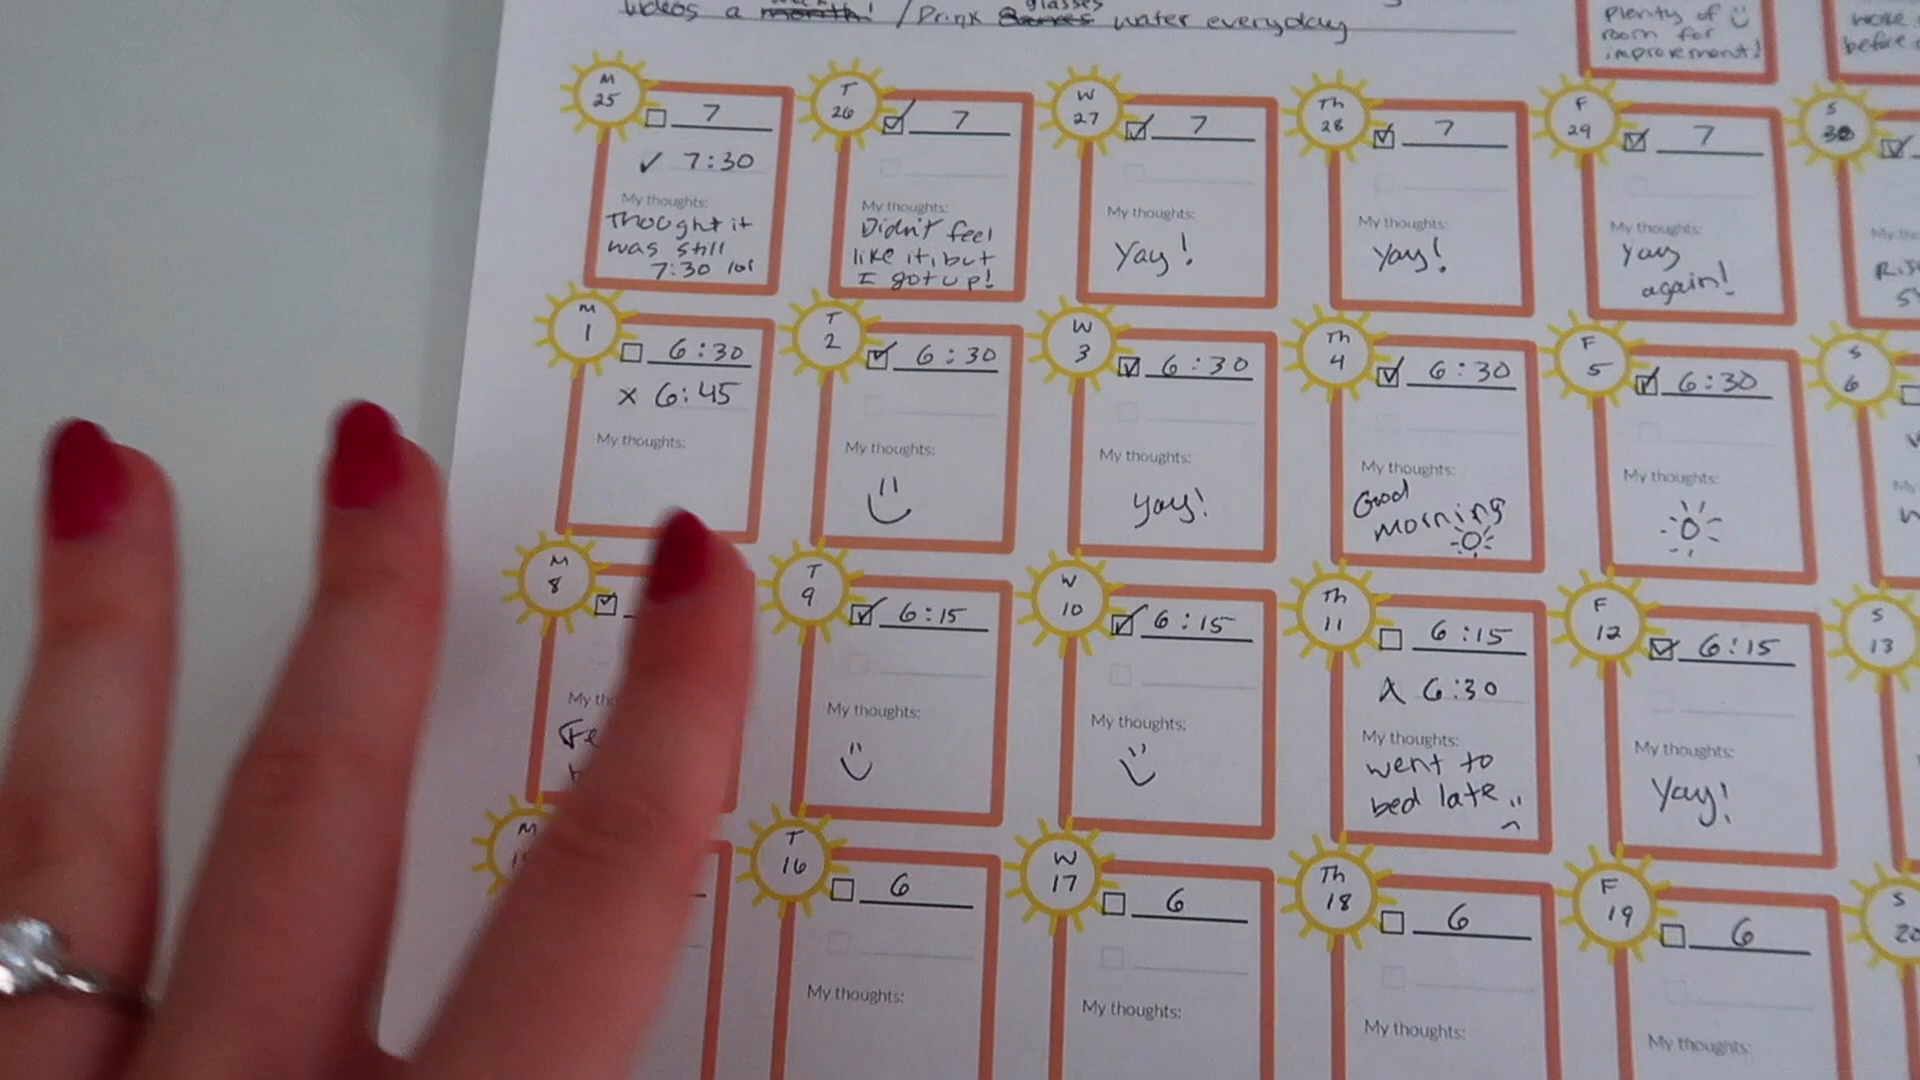 videos a month! / Drink glasses water everyday
plenty of
room for
improvement!
before
M
25
7
✓ 7:30
My thoughts:
Thought it
was still
7:30 lol
T
26
7
My thoughts:
Didn't feel
like it, but
I got up!
W
27
7
My thoughts:
Yay!
Th
28
7
My thoughts:
Yay!
F
29
7
My thoughts:
Yay
again!
S
30
M
1
6:30
x 6:45
My thoughts:
T
2
6:30
My thoughts:
W
3
6:30
My thoughts:
Yay!
Th
4
6:30
My thoughts:
Good
morning
F
5
6:30
My thoughts:
S
6
My
M
8
My
T
9
6:15
My thoughts:
W
10
6:15
My thoughts:
Th
11
6:15
x 6:30
My thoughts:
went to
bed late
F
12
6:15
My thoughts:
Yay!
S
13
M
T
16
6
My thoughts:
W
17
6
My thoughts:
Th
18
6
My thoughts:
F
19
6
My thoughts:
S
20